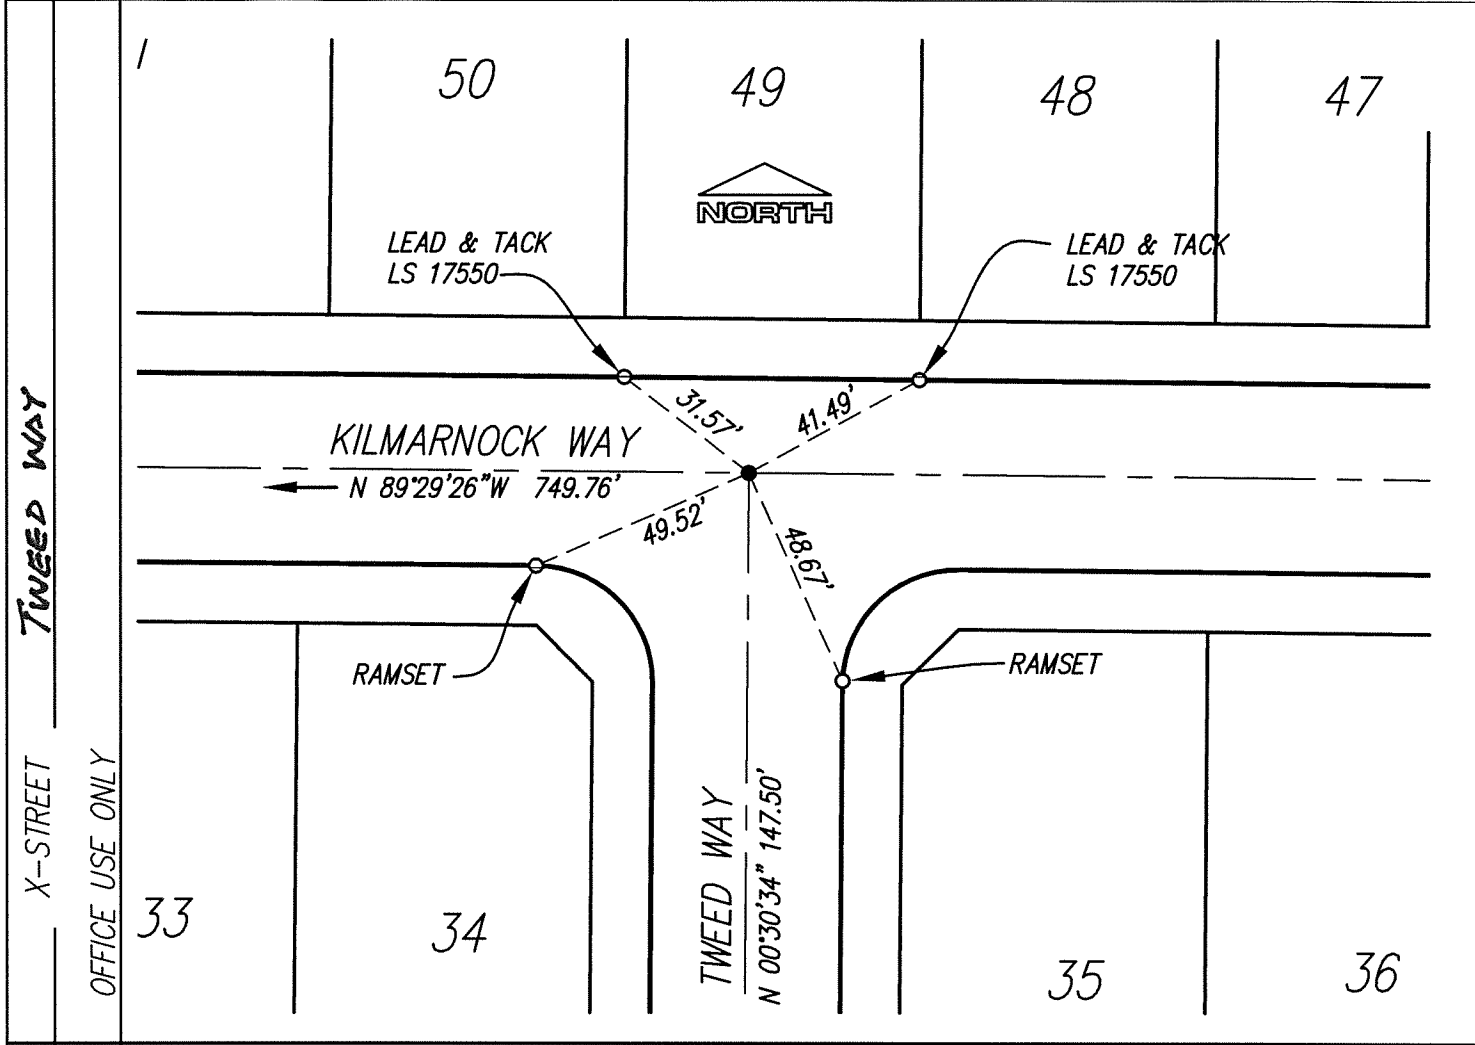 50
49
48
47
NORTH
LEAD & TACK
LS 17550
LEAD & TACK
LS 17550
31.57'
41.49'
KILMARNOCK WAY
N 89°29'26"W 749.76'
49.52'
48.67'
RAMSET
RAMSET
TWEED WAY
N 00°30'34" 147.50'
33
34
35
36
X-STREET TWEED WAY
OFFICE USE ONLY